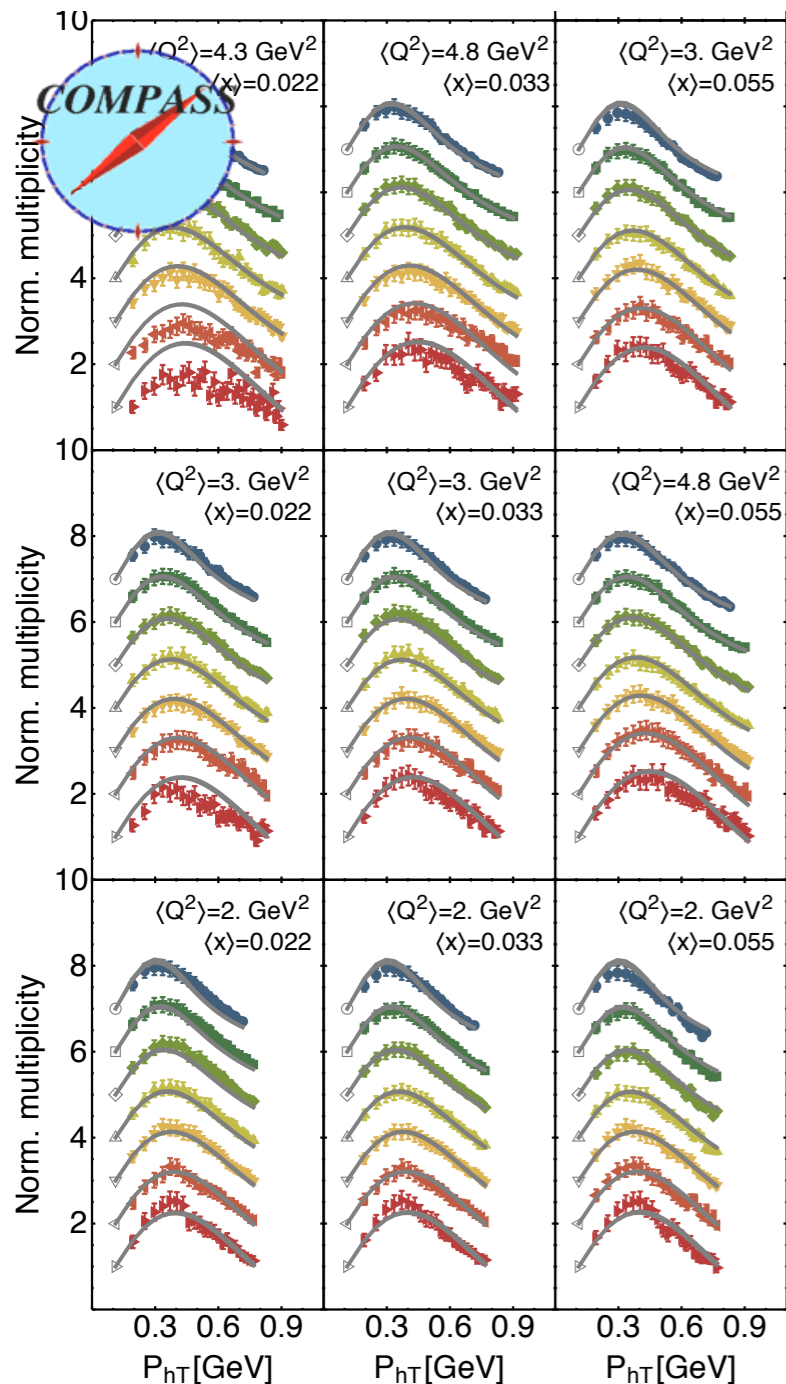 10
⟨Q²⟩=4.3 GeV²
⟨x⟩=0.022
COMPASS
Norm. multiplicity
4
2
⟨Q²⟩=4.8 GeV²
⟨x⟩=0.033
⟨Q²⟩=3. GeV²
⟨x⟩=0.055
10
⟨Q²⟩=3. GeV²
⟨x⟩=0.022
Norm. multiplicity
8
6
4
2
⟨Q²⟩=3. GeV²
⟨x⟩=0.033
⟨Q²⟩=4.8 GeV²
⟨x⟩=0.055
10
⟨Q²⟩=2. GeV²
⟨x⟩=0.022
Norm. multiplicity
8
6
4
2
⟨Q²⟩=2. GeV²
⟨x⟩=0.033
⟨Q²⟩=2. GeV²
⟨x⟩=0.055
0.3 0.6 0.9
0.3 0.6 0.9
0.3 0.6 0.9
P_hT[GeV]
P_hT[GeV]
P_hT[GeV]